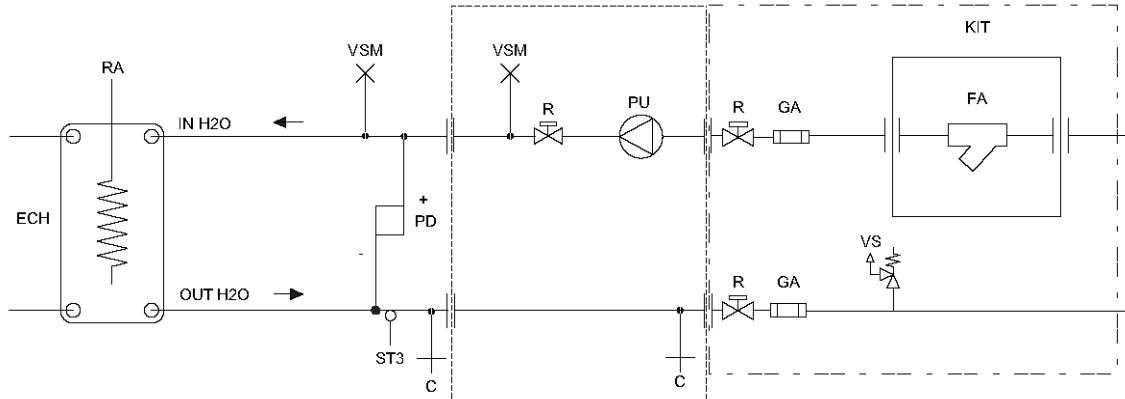 KIT
VSM
VSM
RA
R
PU
R
GA
FA
IN H2O
ECH
+
PD
-
VS
OUT H2O
R
GA
ST3
C
C